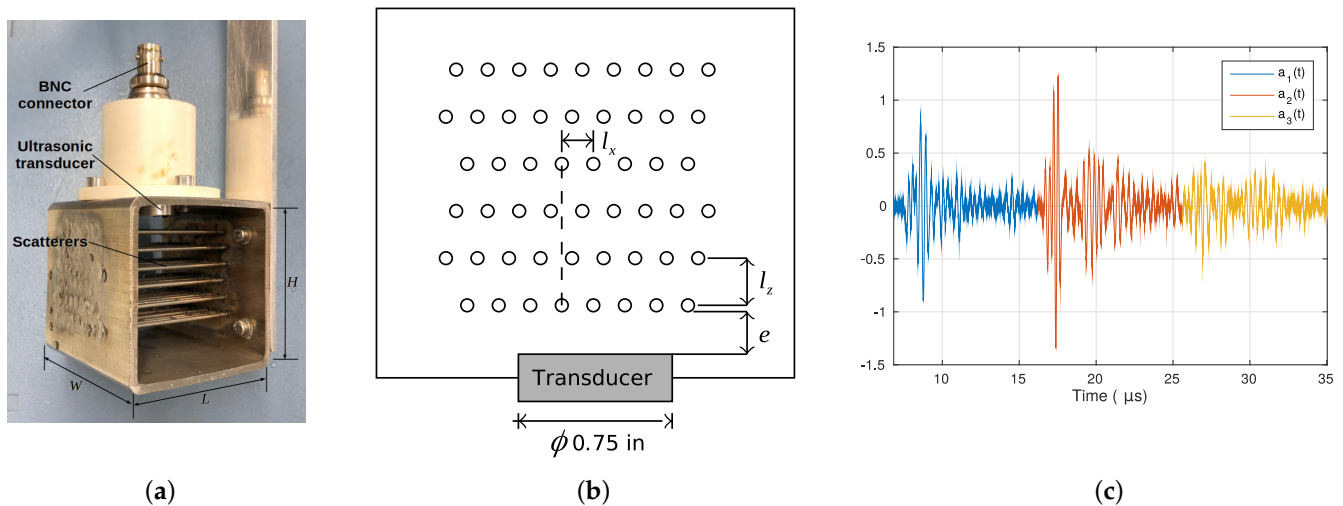 BNC
connector
Ultrasonic
transducer
Scatterers
H
W
L
(a)
l_x
l_z
e
Transducer
ϕ 0.75 in
(b)
1.5
1
0.5
0
-0.5
-1
-1.5
10
15
20
25
30
35
Time ( μs)
a_1(t)
a_2(t)
a_3(t)
(c)